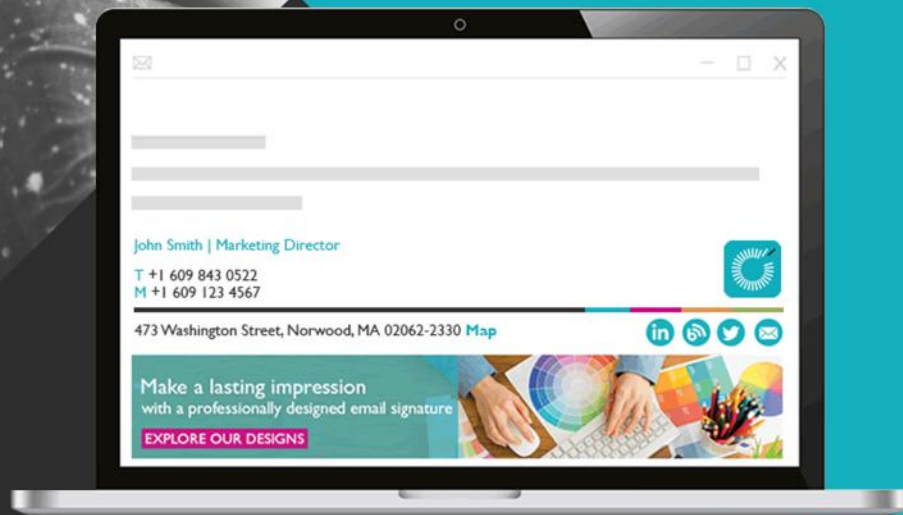 John Smith | Marketing Director
T +1 609 843 0522
M +1 609 123 4567
473 Washington Street, Norwood, MA 02062-2330 Map
in
Make a lasting impression
with a professionally designed email signature
EXPLORE OUR DESIGNS